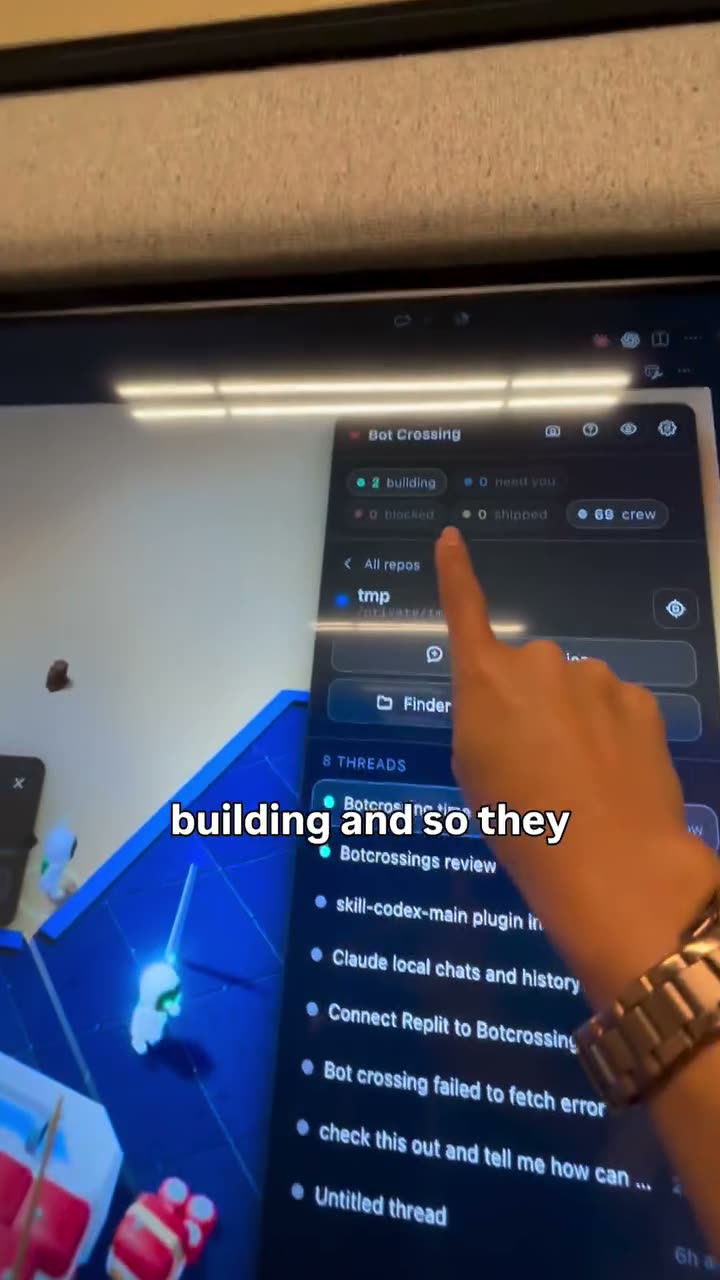 Bot Crossing
2 building
0 need you
0 blocked
0 shipped
69 crew
All repos
tmp
Finder
8 THREADS
Botcrossing
building and so they
Botcrossings review
skill-codex-main plugin
Claude local chats and history
Connect Replit to Botcrossing
Bot crossing failed to fetch error
check this out and tell me how can ...
Untitled thread
6h